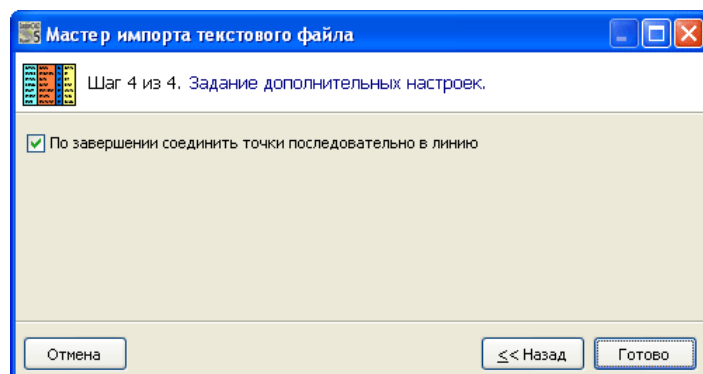 Мастер импорта текстового файла
Шаг 4 из 4. Задание дополнительных настроек.
По завершении соединить точки последовательно в линию
Отмена
<< Назад
Готово